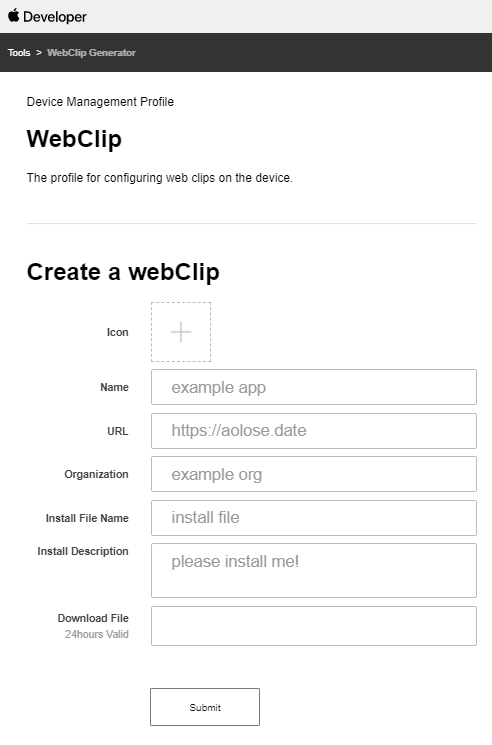 Developer
Tools > WebClip Generator
Device Management Profile
WebClip
The profile for configuring web clips on the device.
Create a webClip
Icon
Name
example app
URL
https://aolose.date
Organization
example org
Install File Name
install file
Install Description
please install me!
Download File
24hours Valid
Submit